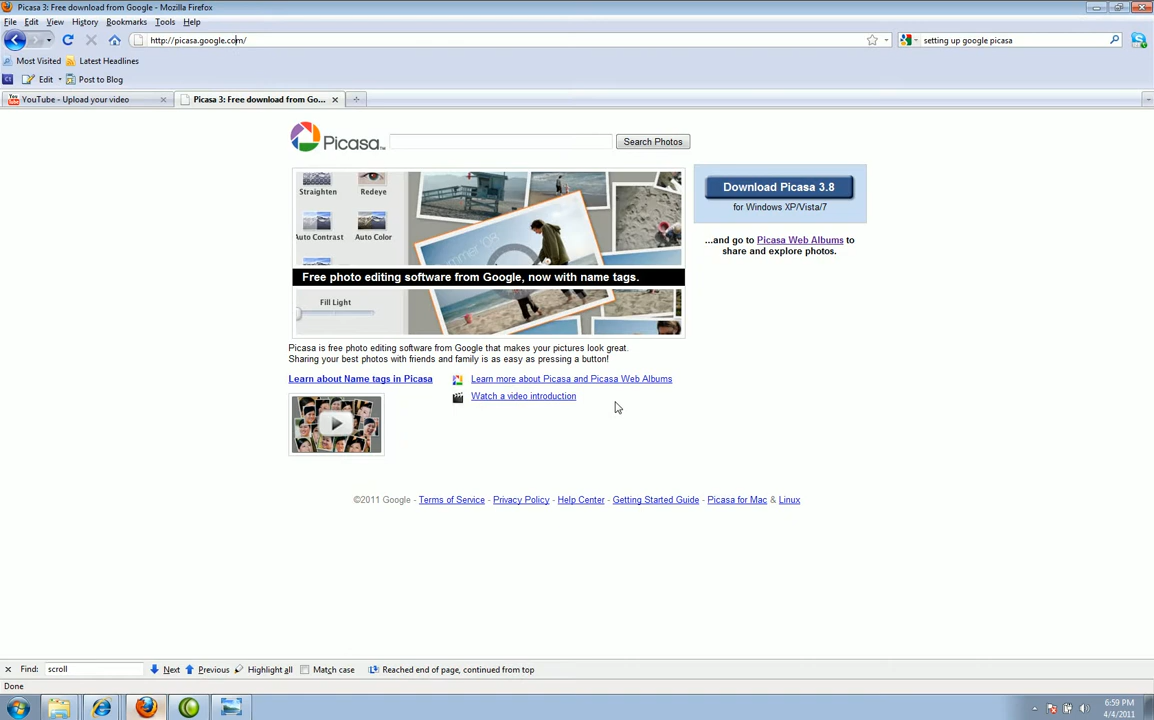 Picasa 3: Free download from Google - Mozilla Firefox
File Edit View History Bookmarks Tools Help
http://picasa.google.com/
setting up google picasa
Most Visited Latest Headlines
Edit Post to Blog
YouTube - Upload your video
Picasa 3: Free download from Go...
Picasa
Search Photos
Straighten Redeye
Auto Contrast Auto Color
Free photo editing software from Google, now with name tags.
Fill Light
Download Picasa 3.8
for Windows XP/Vista/7
...and go to Picasa Web Albums to
share and explore photos.
Picasa is free photo editing software from Google that makes your pictures look great.
Sharing your best photos with friends and family is as easy as pressing a button!
Learn about Name tags in Picasa
Learn more about Picasa and Picasa Web Albums
Watch a video introduction
©2011 Google - Terms of Service - Privacy Policy - Help Center - Getting Started Guide - Picasa for Mac & Linux
Find: scroll Next Previous Highlight all Match case Reached end of page, continued from top
Done
6:59 PM
4/4/2011